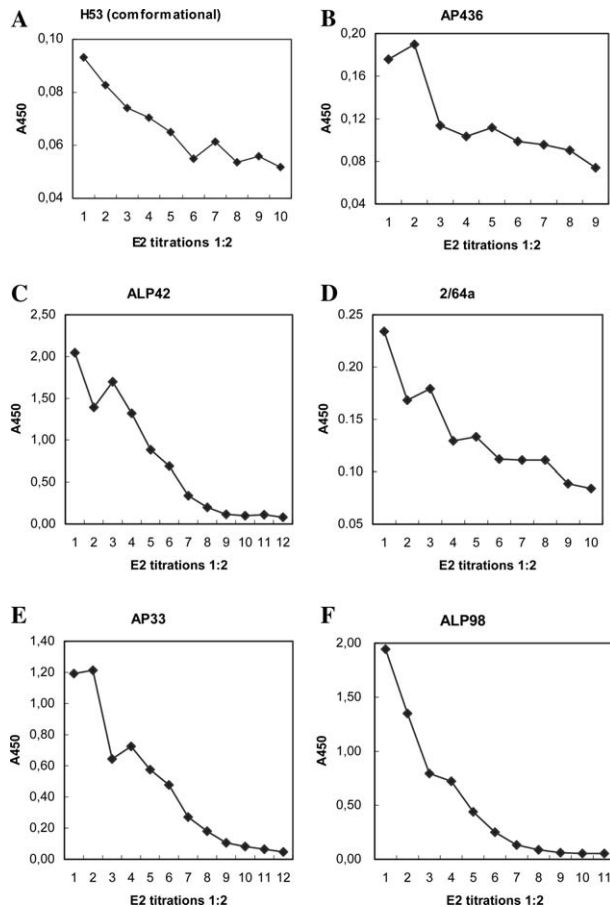 A
H53 (comformational)
A450
0,10
0,08
0,06
0,04
1 2 3 4 5 6 7 8 9 10
E2 titrations 1:2
B
AP436
A450
0,20
0,16
0,12
0,08
0,04
1 2 3 4 5 6 7 8 9
E2 titrations 1:2
C
ALP42
A450
2,50
2,00
1,50
1,00
0,50
0,00
1 2 3 4 5 6 7 8 9 10 11 12
E2 titrations 1:2
D
2/64a
A450
0.25
0.20
0.15
0.10
0.05
1 2 3 4 5 6 7 8 9 10
E2 titrations 1:2
E
AP33
A450
1,40
1,20
1,00
0,80
0,60
0,40
0,20
0,00
1 2 3 4 5 6 7 8 9 10 11 12
E2 titrations 1:2
F
ALP98
A450
2,00
1,50
1,00
0,50
0,00
1 2 3 4 5 6 7 8 9 10 11
E2 titrations 1:2